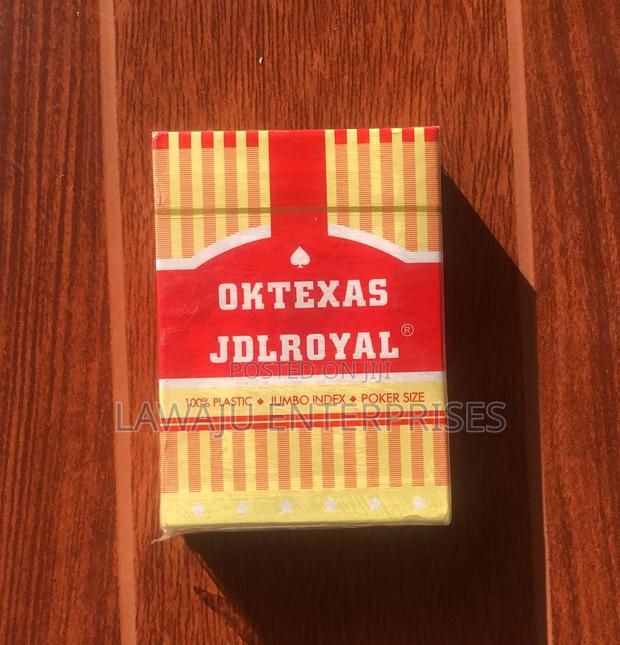 OKTEXAS
JDLROYAL ®
POSTED ON JIJI
100% PLASTIC ◆ JUMBO INDEX ◆ POKER SIZE
LAWAJU ENTERPRISES